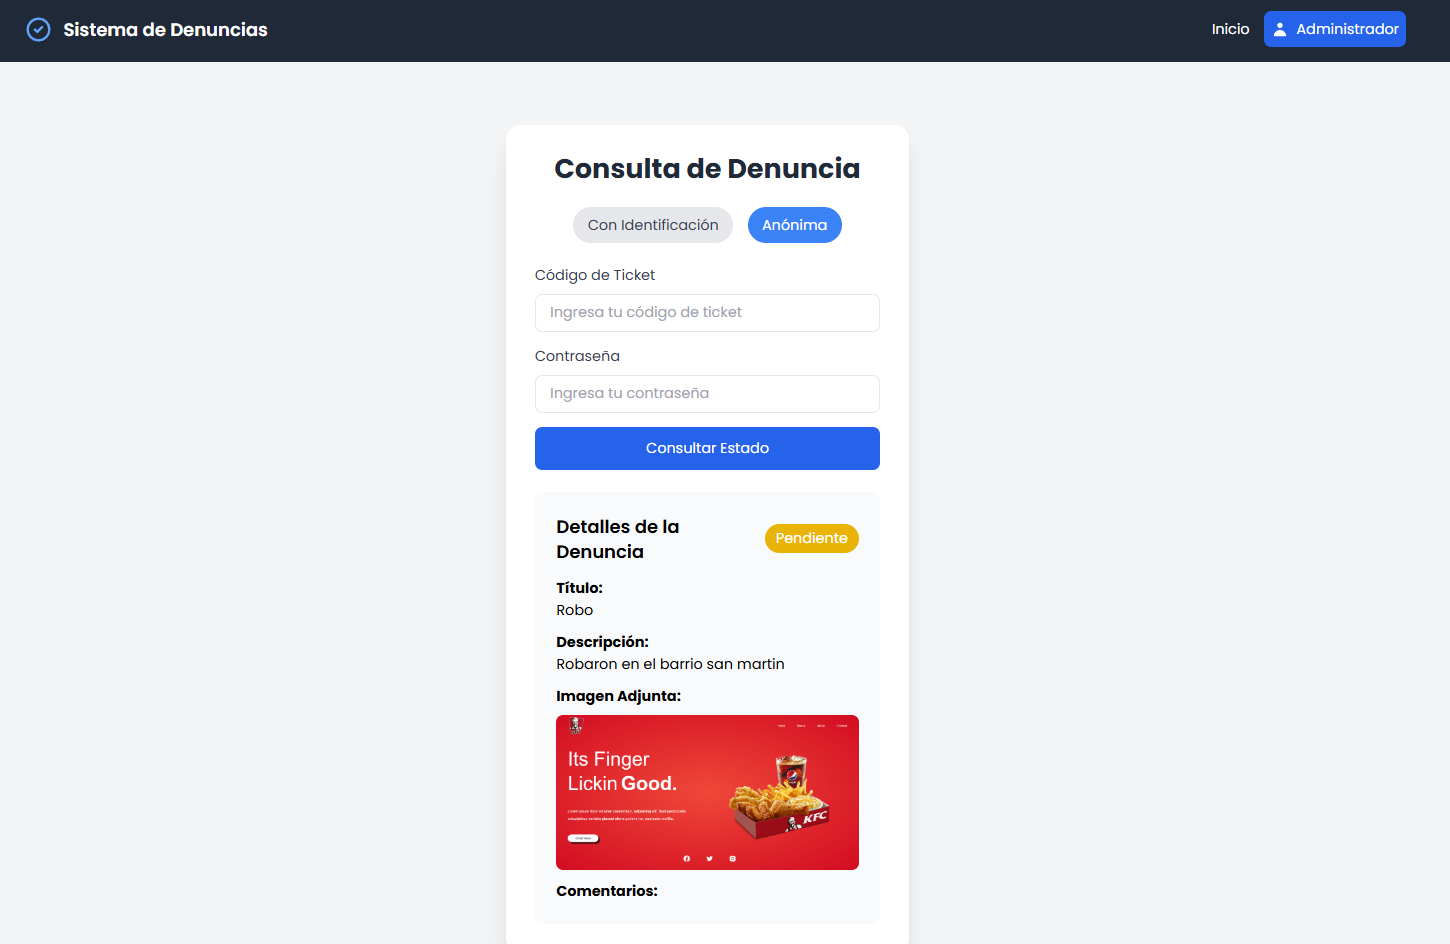 Sistema de Denuncias
Inicio
Administrador
Consulta de Denuncia
Con Identificación
Anónima
Código de Ticket
Ingresa tu código de ticket
Contraseña
Ingresa tu contraseña
Consultar Estado
Detalles de la
Denuncia
Pendiente
Título:
Robo
Descripción:
Robaron en el barrio san martin
Imagen Adjunta:
Its Finger
Lickin Good.
KFC
Comentarios: